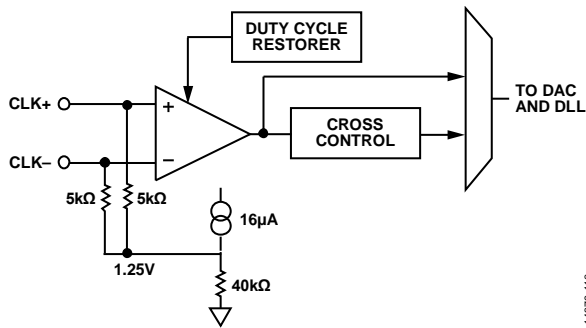 DUTY CYCLE
RESTORER
CLK+
+
TO DAC
AND DLL
CROSS
CONTROL
CLK–
–
5kΩ
5kΩ
16µA
1.25V
40kΩ